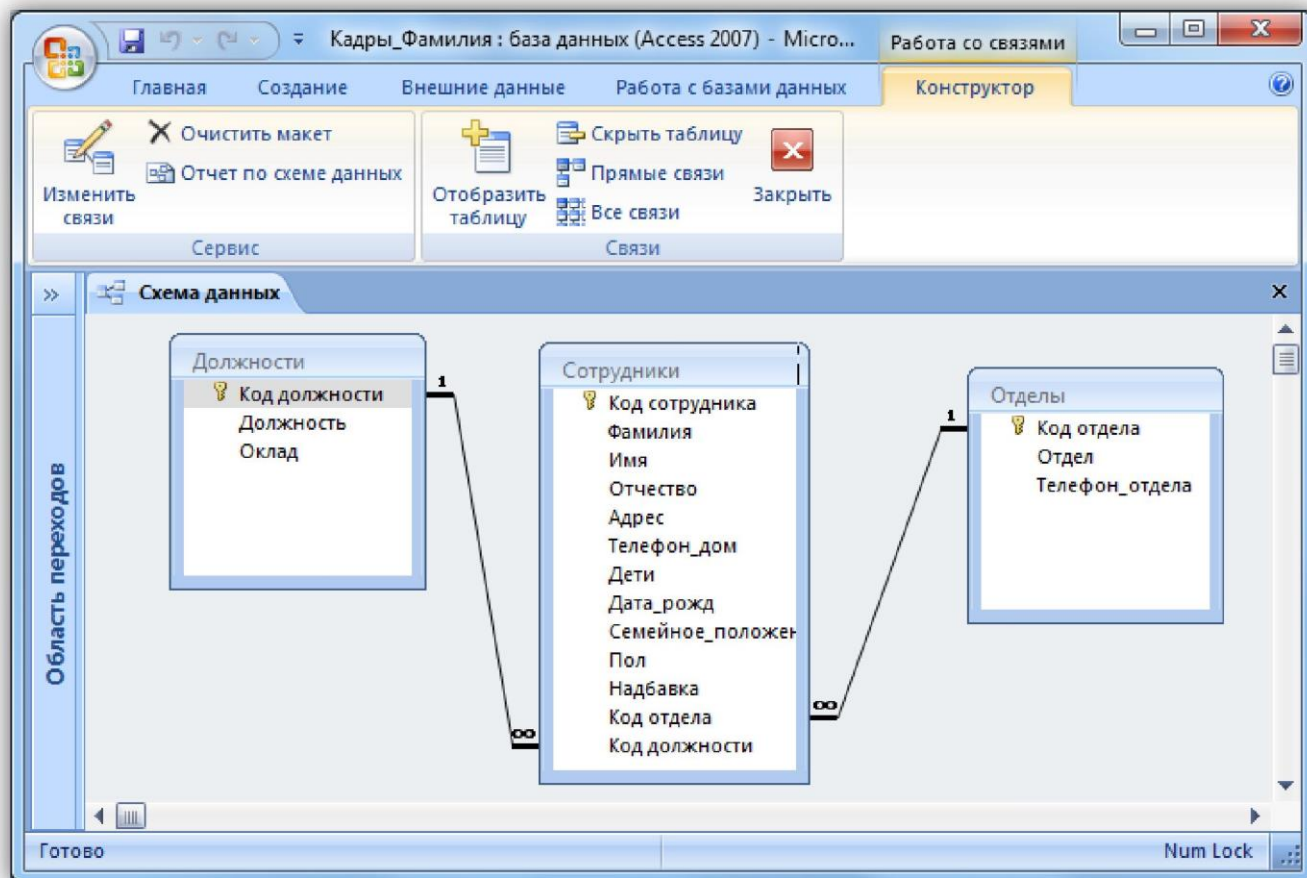 Кадры_Фамилия : база данных (Access 2007) - Micro...
Работа со связями
Главная Создание Внешние данные Работа с базами данных Конструктор
Изменить связи
Очистить макет
Отчет по схеме данных
Сервис
Отобразить таблицу
Скрыть таблицу
Прямые связи
Все связи
Закрыть
Связи
Область переходов
Схема данных
Должности
Код должности
Должность
Оклад
1
∞
Сотрудники
Код сотрудника
Фамилия
Имя
Отчество
Адрес
Телефон_дом
Дети
Дата_рожд
Семейное_положен
Пол
Надбавка
Код отдела
Код должности
∞
1
Отделы
Код отдела
Отдел
Телефон_отдела
Готово
Num Lock